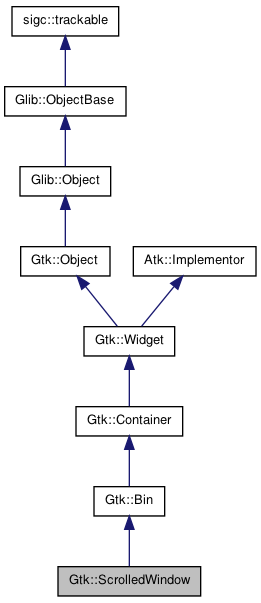 sigc::trackable
Glib::ObjectBase
Glib::Object
Gtk::Object
Atk::Implementor
Gtk::Widget
Gtk::Container
Gtk::Bin
Gtk::ScrolledWindow